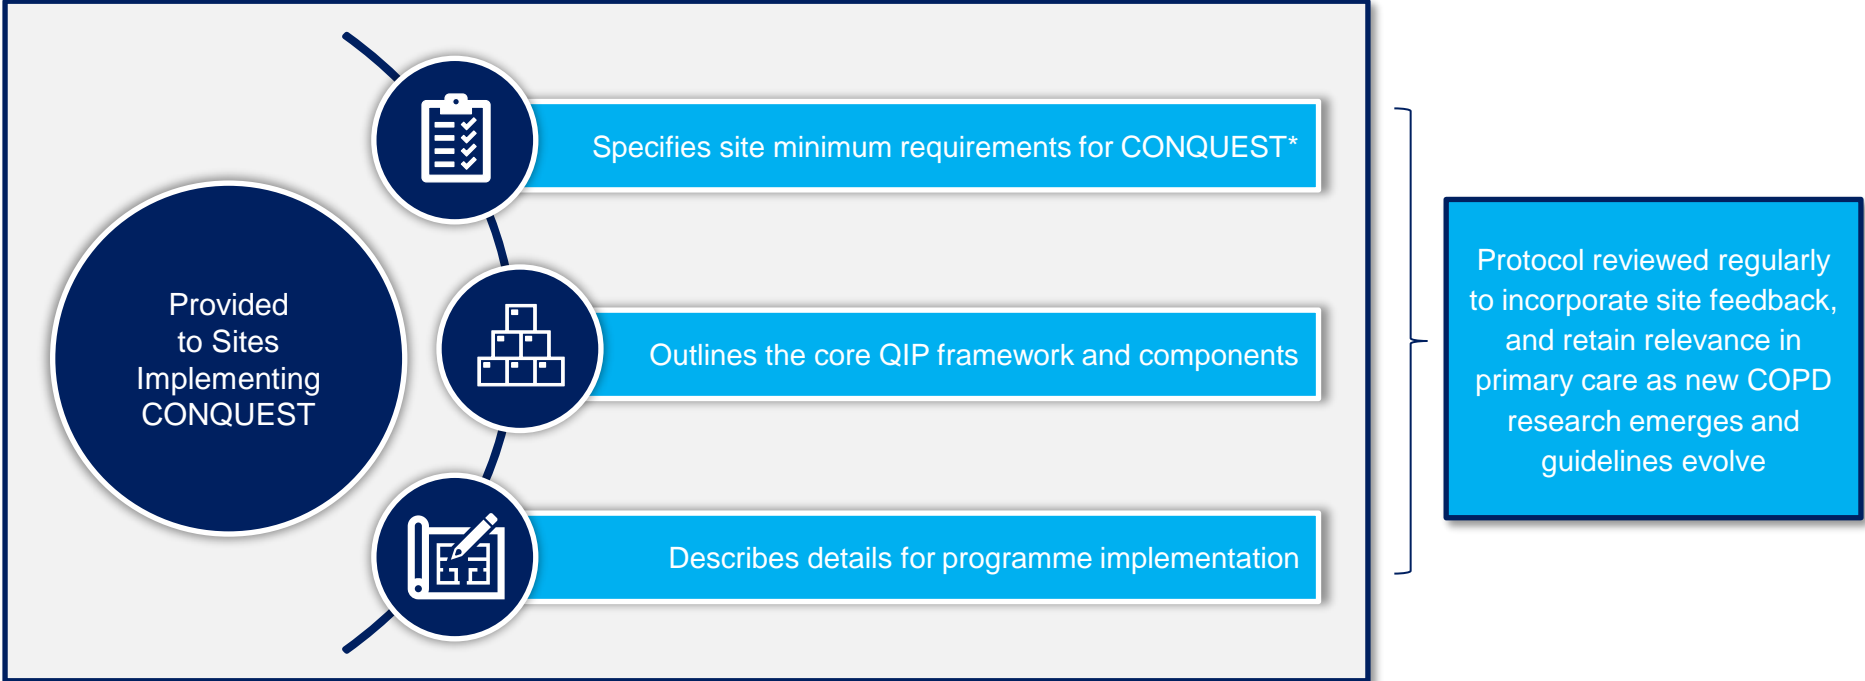 Provided
to Sites
Implementing
CONQUEST
Specifies site minimum requirements for CONQUEST*
Outlines the core QIP framework and components
Describes details for programme implementation
Protocol reviewed regularly
to incorporate site feedback,
and retain relevance in
primary care as new COPD
research emerges and
guidelines evolve